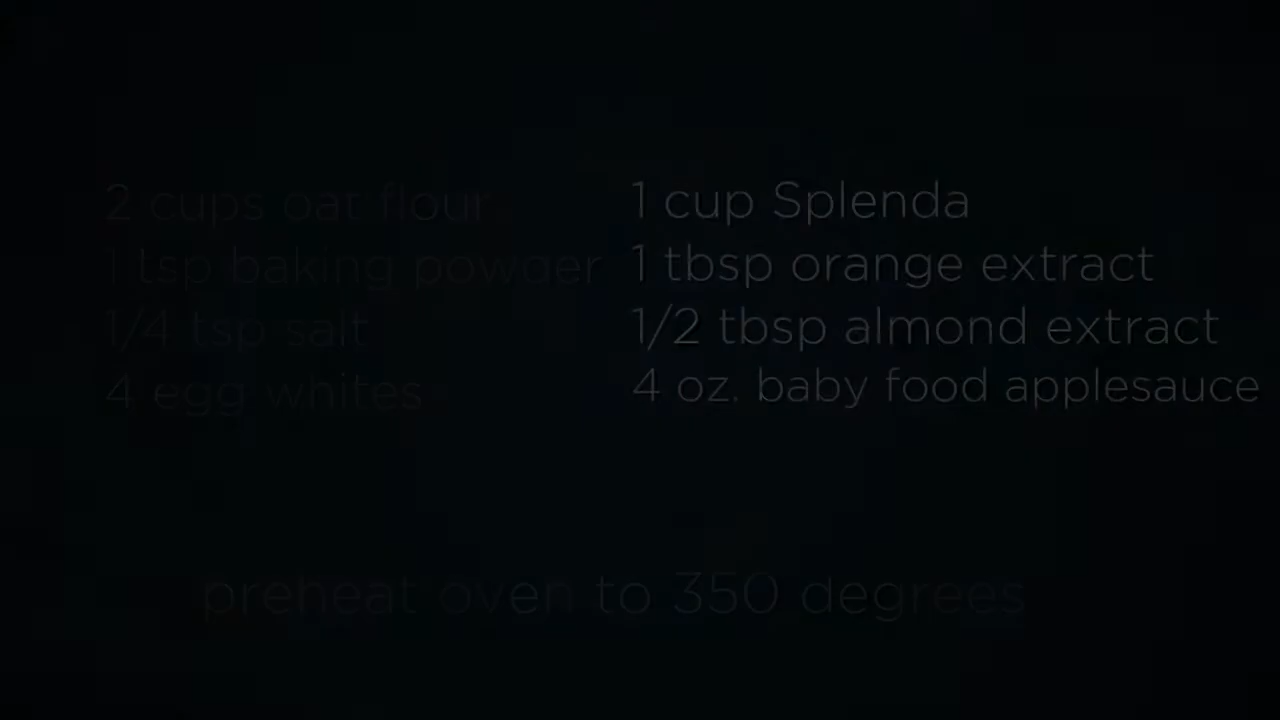 2 cups oat flour
1 tsp baking powder
1/4 tsp salt
4 egg whites
1 cup Splenda
1 tbsp orange extract
1/2 tbsp almond extract
4 oz. baby food applesauce
preheat oven to 350 degrees